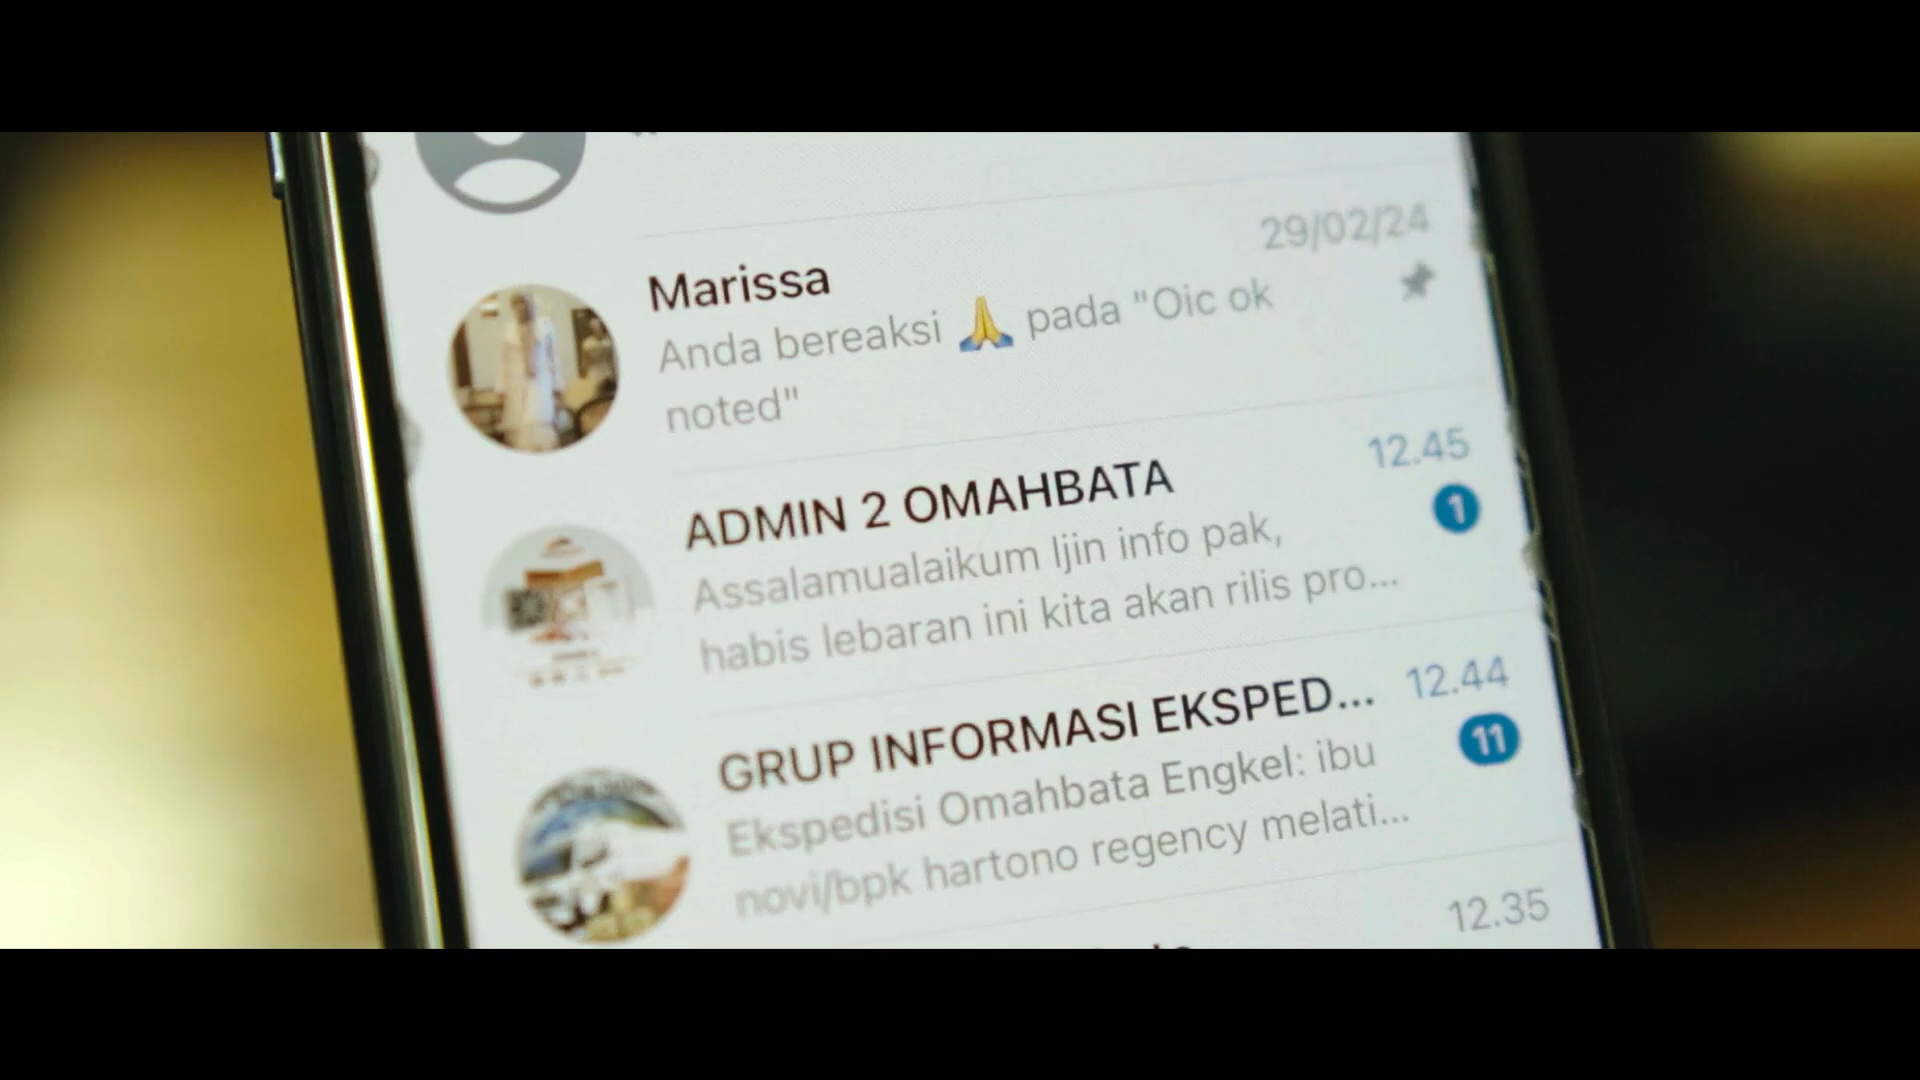 29/02/24
Marissa
Anda bereaksi 🙏 pada "Oic ok
noted"
12.45
ADMIN 2 OMAHBATA
1
Assalamualaikum Ijin info pak,
habis lebaran ini kita akan rilis pro...
12.44
GRUP INFORMASI EKSPED...
11
Ekspedisi Omahbata Engkel: ibu
novi/bpk hartono regency melati...
12.35